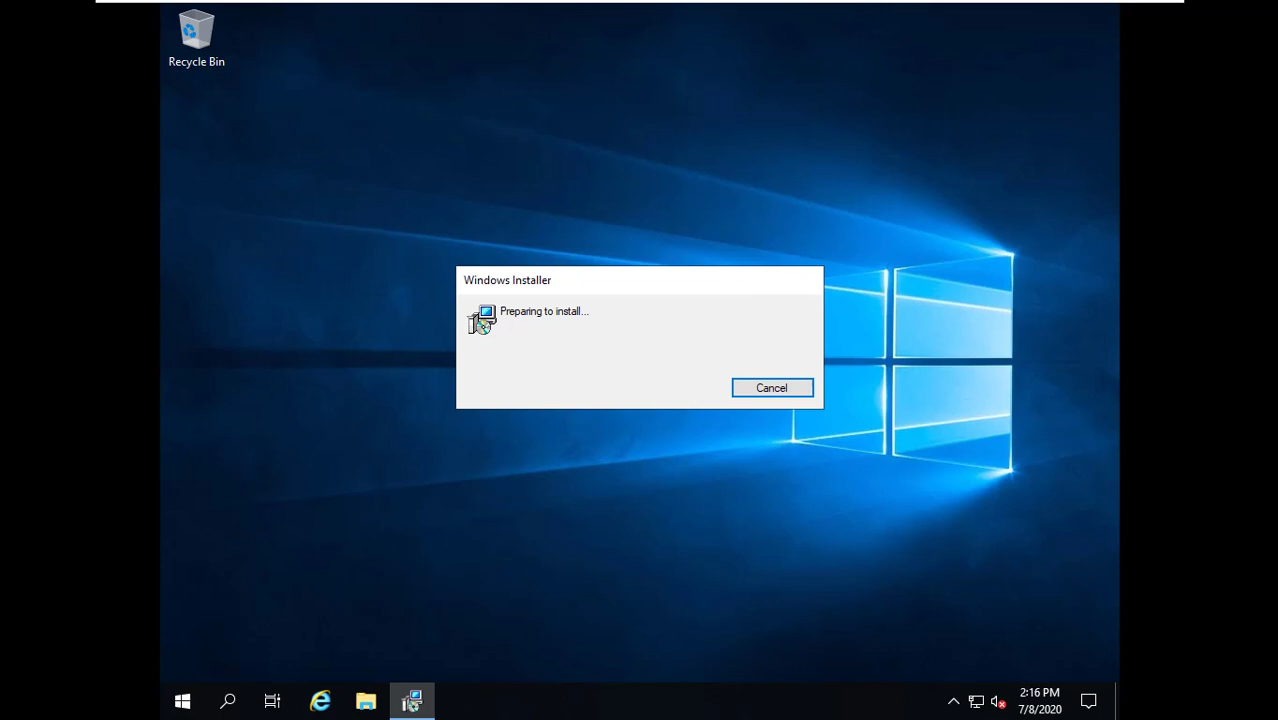 Recycle Bin
Windows Installer
Preparing to install...
Cancel
2:16 PM
7/8/2020